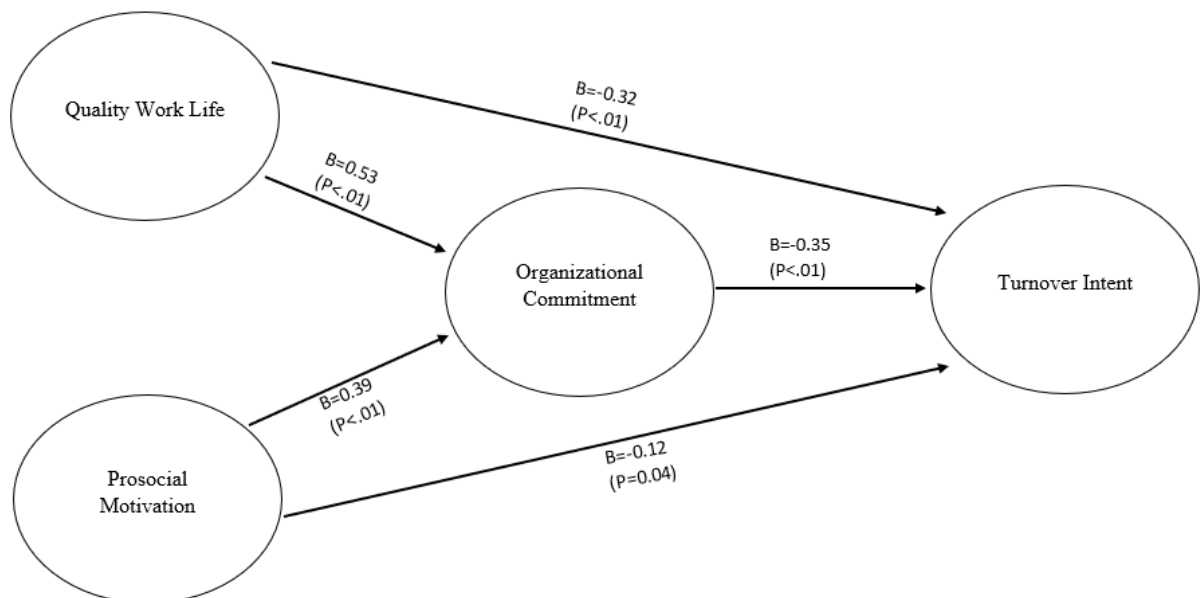 Quality Work Life
B=-0.32
(P<.01)
B=0.53
(P<.01)
Organizational
Commitment
B=-0.35
(P<.01)
Turnover Intent
B=0.39
(P<.01)
Prosocial
Motivation
B=-0.12
(P=0.04)